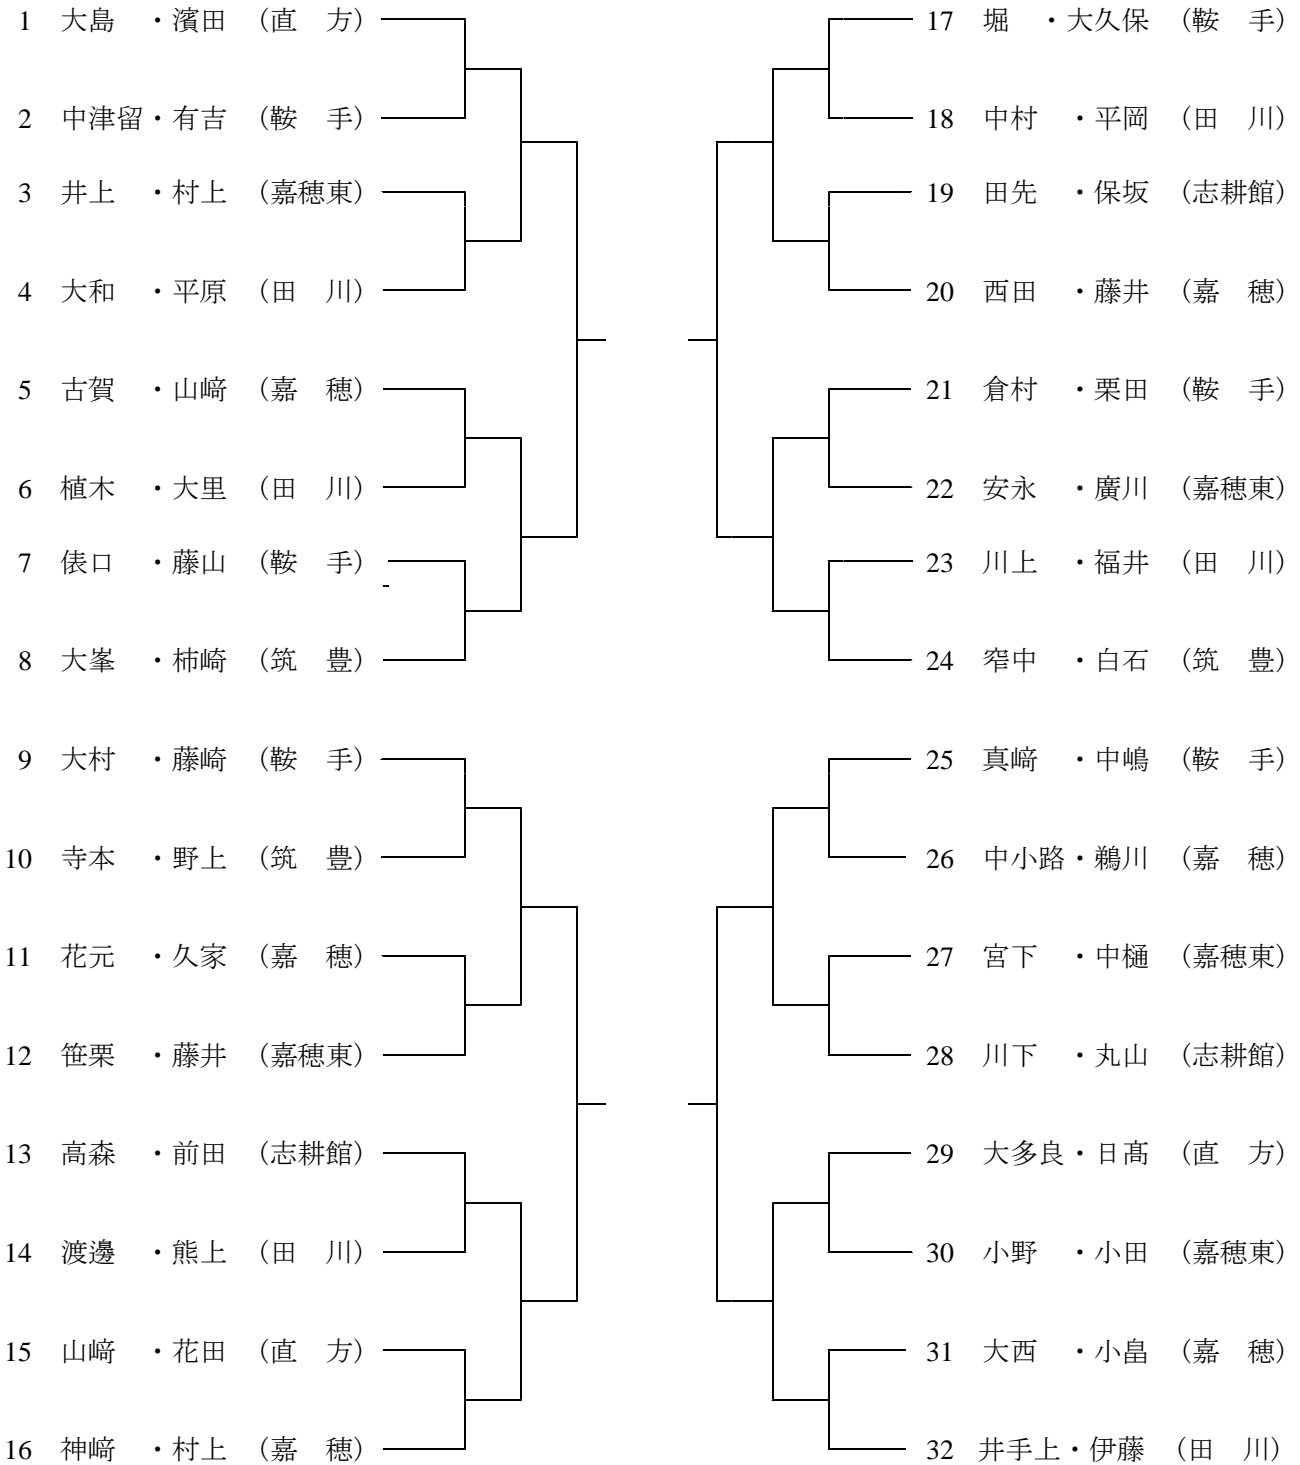 1 大島 ・濱田 (直 方)
2 中津留・有吉 (鞍 手)
3 井上 ・村上 (嘉穂東)
4 大和 ・平原 (田 川)
5 古賀 ・山﨑 (嘉 穂)
6 植木 ・大里 (田 川)
7 俵口 ・藤山 (鞍 手)
8 大峯 ・柿崎 (筑 豊)
9 大村 ・藤崎 (鞍 手)
10 寺本 ・野上 (筑 豊)
11 花元 ・久家 (嘉 穂)
12 笹栗 ・藤井 (嘉穂東)
13 高森 ・前田 (志耕館)
14 渡邊 ・熊上 (田 川)
15 山﨑 ・花田 (直 方)
16 神﨑 ・村上 (嘉 穂)
17 堀 ・大久保 (鞍 手)
18 中村 ・平岡 (田 川)
19 田先 ・保坂 (志耕館)
20 西田 ・藤井 (嘉 穂)
21 倉村 ・栗田 (鞍 手)
22 安永 ・廣川 (嘉穂東)
23 川上 ・福井 (田 川)
24 窄中 ・白石 (筑 豊)
25 真﨑 ・中嶋 (鞍 手)
26 中小路・鵜川 (嘉 穂)
27 宮下 ・中樋 (嘉穂東)
28 川下 ・丸山 (志耕館)
29 大多良・日髙 (直 方)
30 小野 ・小田 (嘉穂東)
31 大西 ・小畠 (嘉 穂)
32 井手上・伊藤 (田 川)